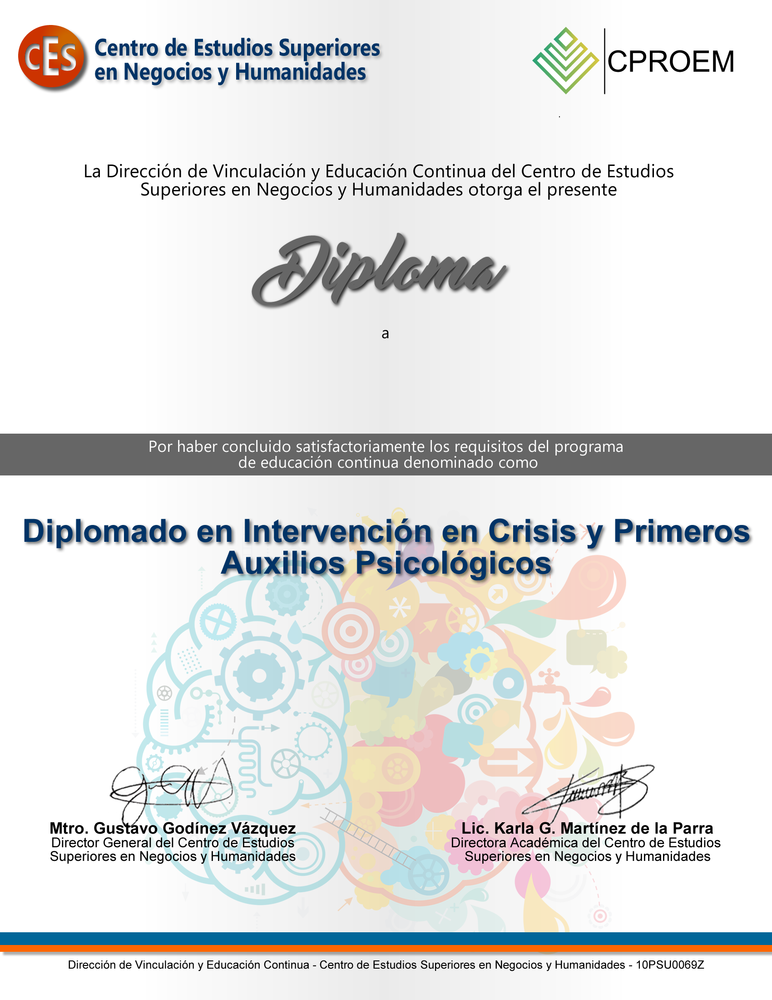 CES
Centro de Estudios Superiores
en Negocios y Humanidades
CPROEM
La Dirección de Vinculación y Educación Continua del Centro de Estudios
Superiores en Negocios y Humanidades otorga el presente
Diploma
a
Por haber concluido satisfactoriamente los requisitos del programa
de educación continua denominado como
Diplomado en Intervención en Crisis y Primeros
Auxilios Psicológicos
Mtro. Gustavo Godínez Vázquez
Director General del Centro de Estudios
Superiores en Negocios y Humanidades
Lic. Karla G. Martínez de la Parra
Directora Académica del Centro de Estudios
Superiores en Negocios y Humanidades
Dirección de Vinculación y Educación Continua - Centro de Estudios Superiores en Negocios y Humanidades - 10PSU0069Z